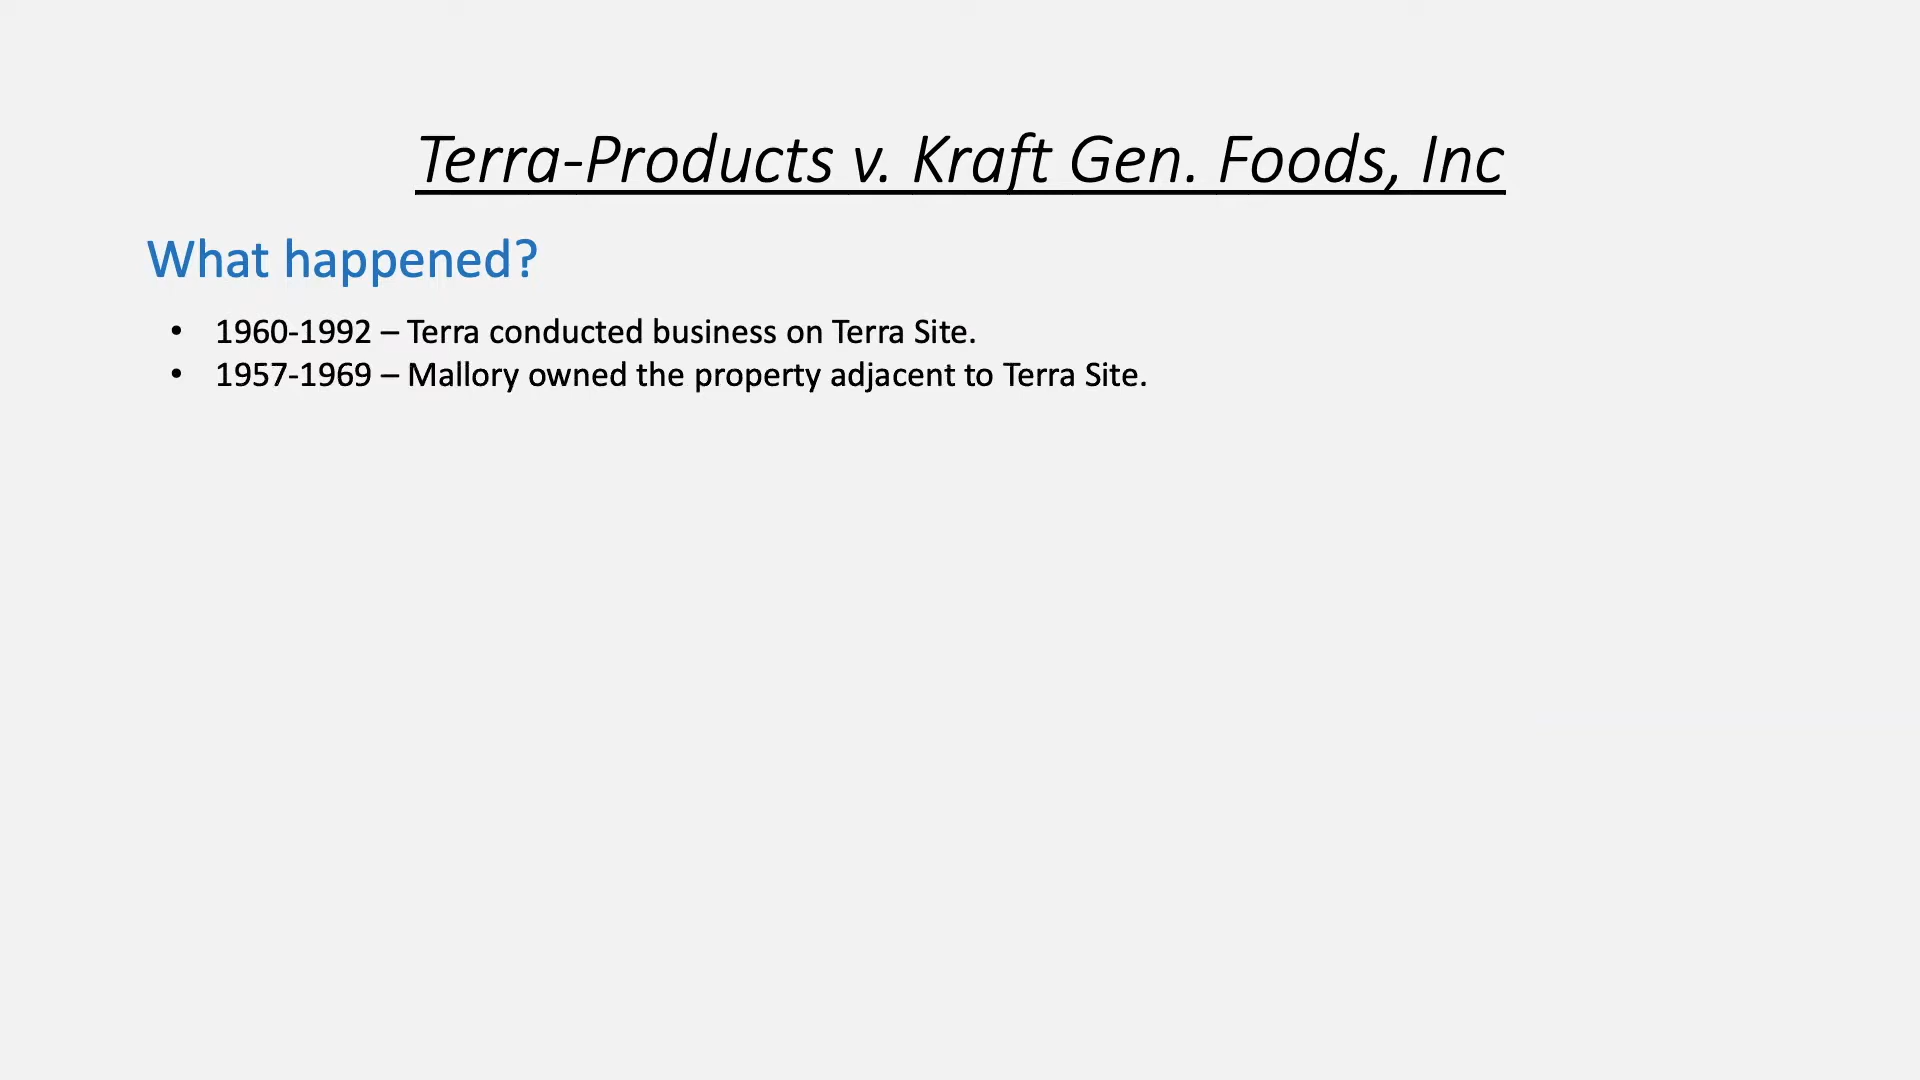 Terra-Products v. Kraft Gen. Foods, Inc
What happened?
• 1960-1992 – Terra conducted business on Terra Site.
• 1957-1969 – Mallory owned the property adjacent to Terra Site.